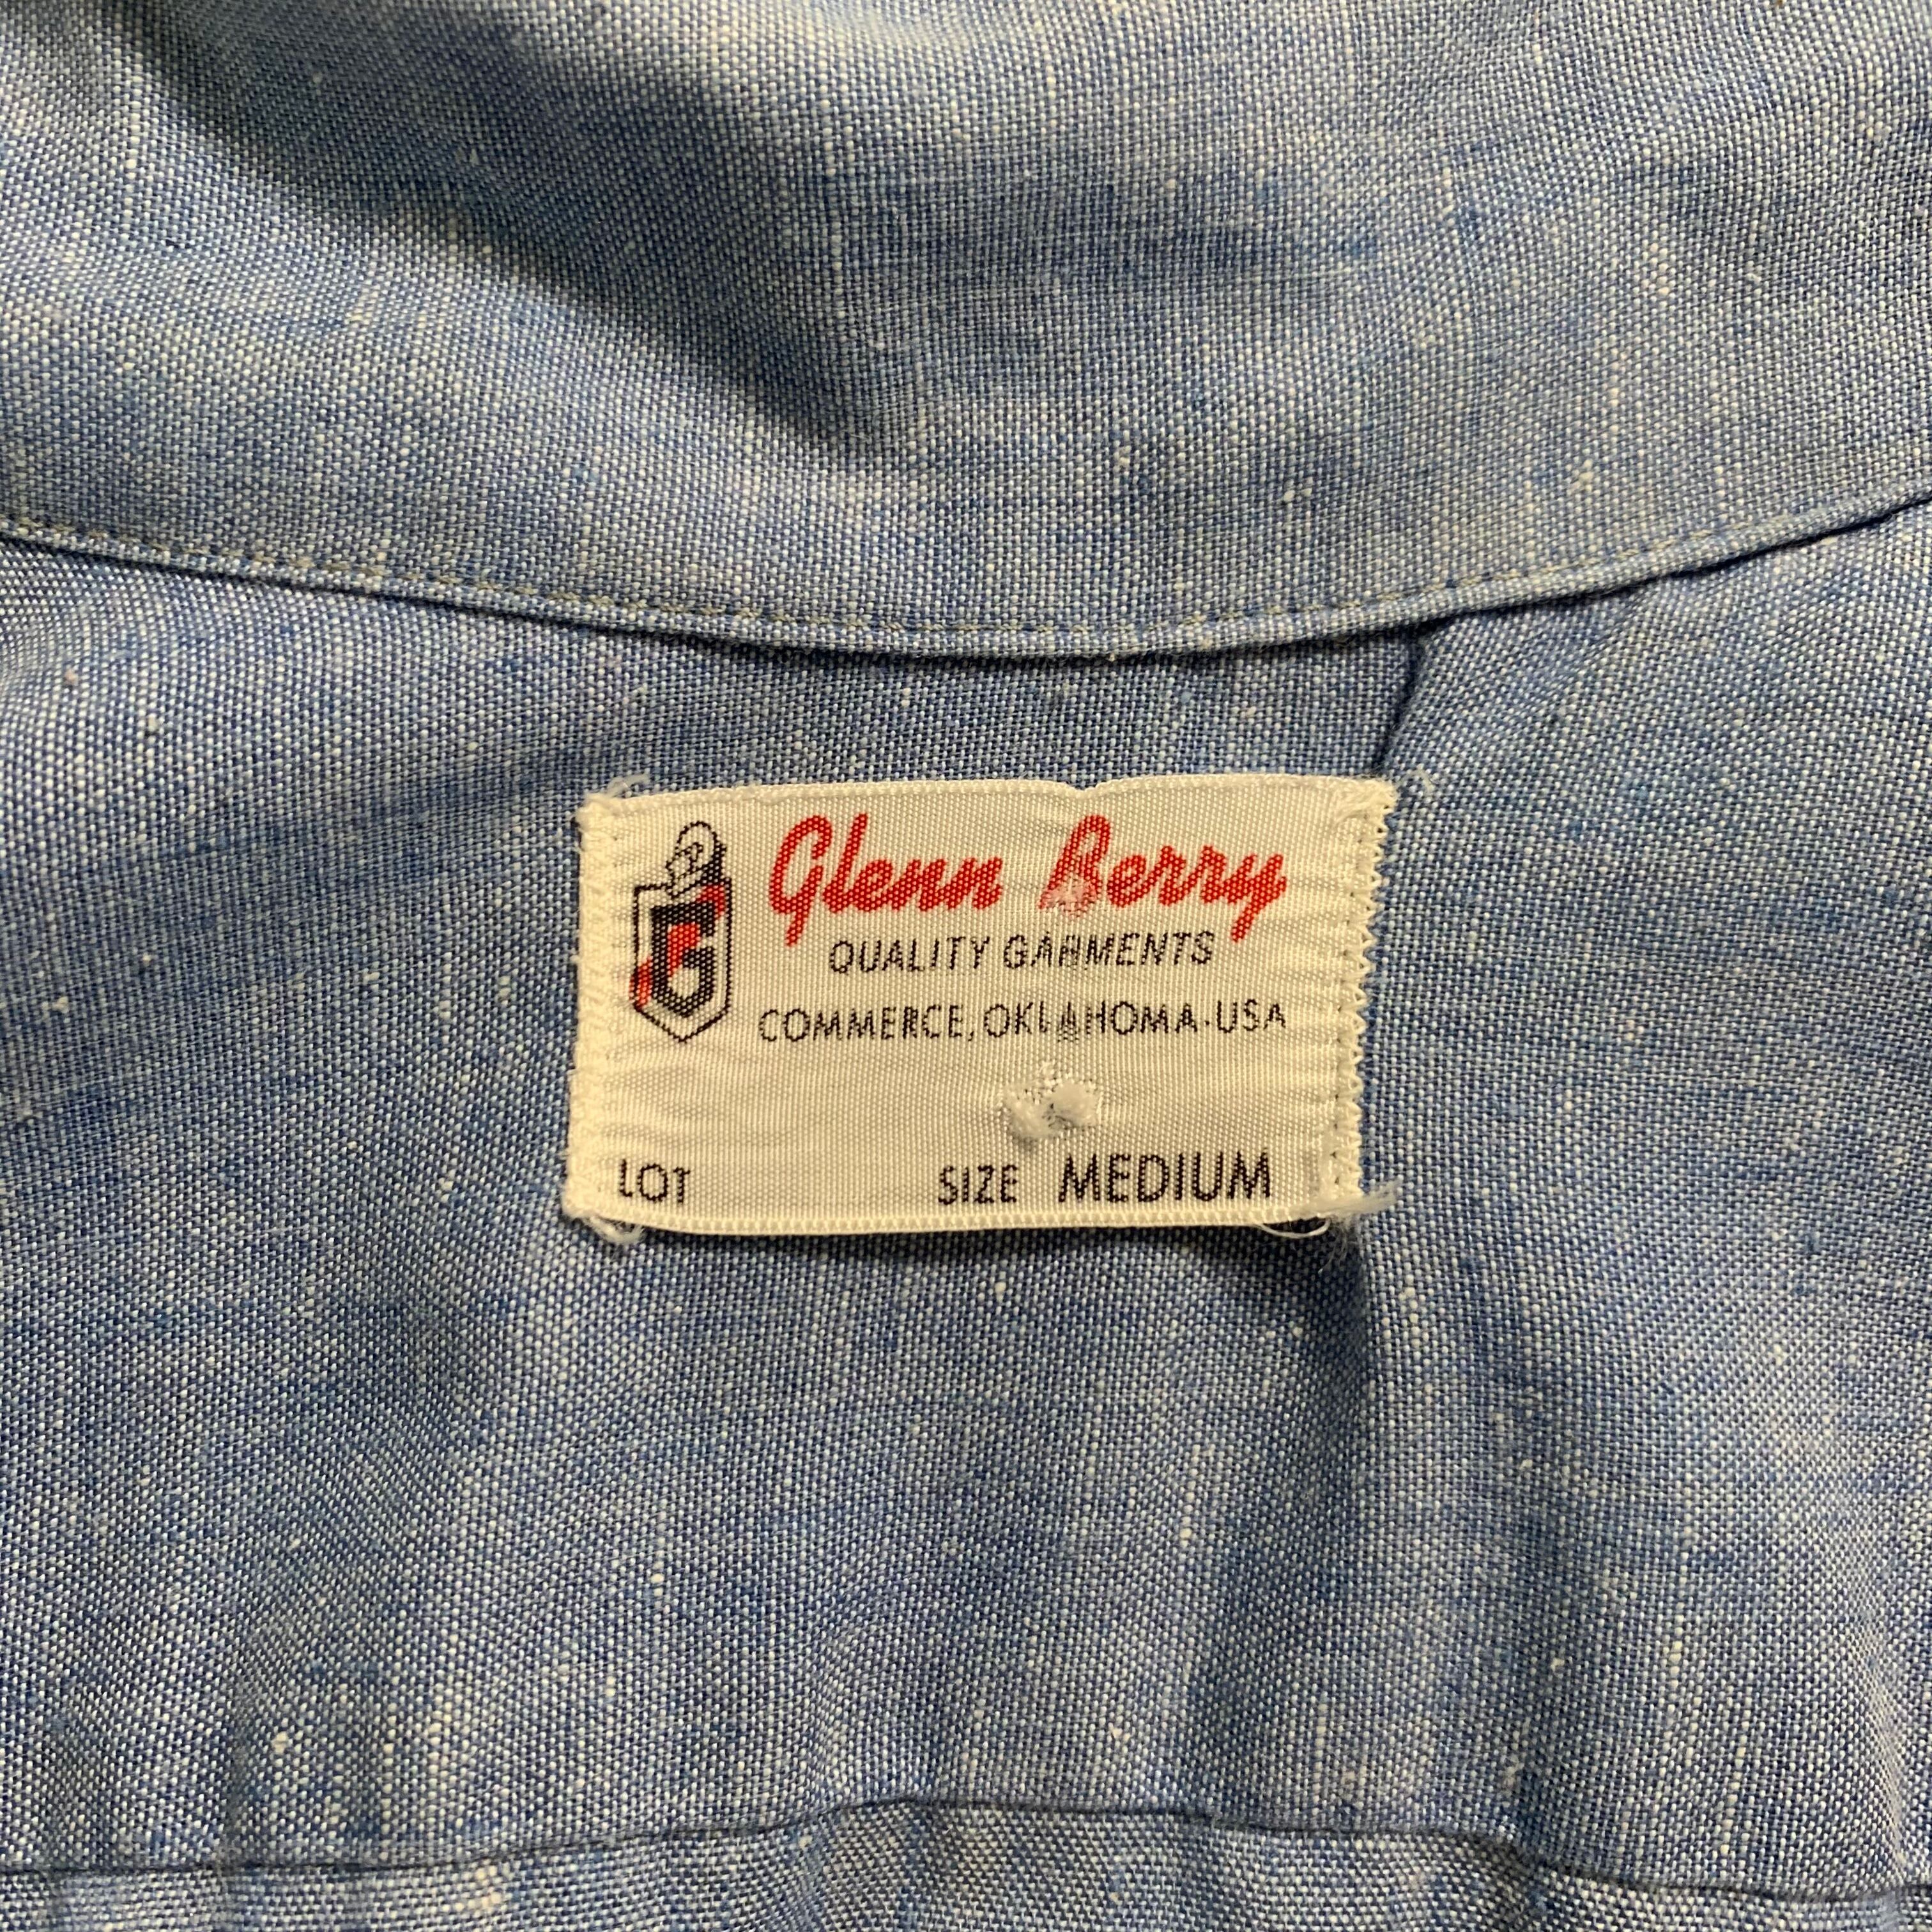 Glenn Berry
G
QUALITY GARMENTS
COMMERCE, OKLAHOMA-USA
LOT SIZE MEDIUM